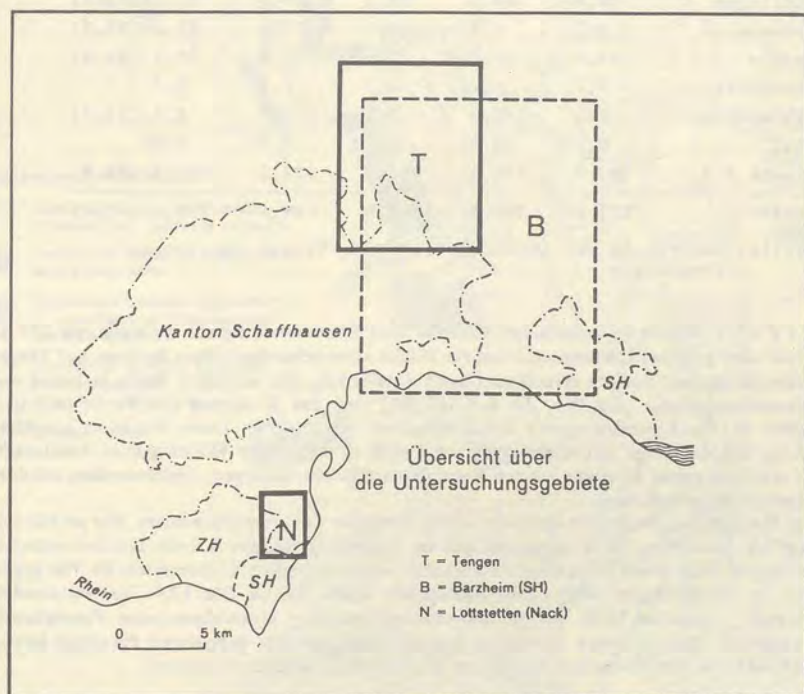 T
B
Kanton Schaffhausen
SH
Übersicht über
die Untersuchungsgebiete
N
ZH
SH
T = Tengen
B = Barzheim (SH)
N = Lottstetten (Nack)
Rhein
0 5 km